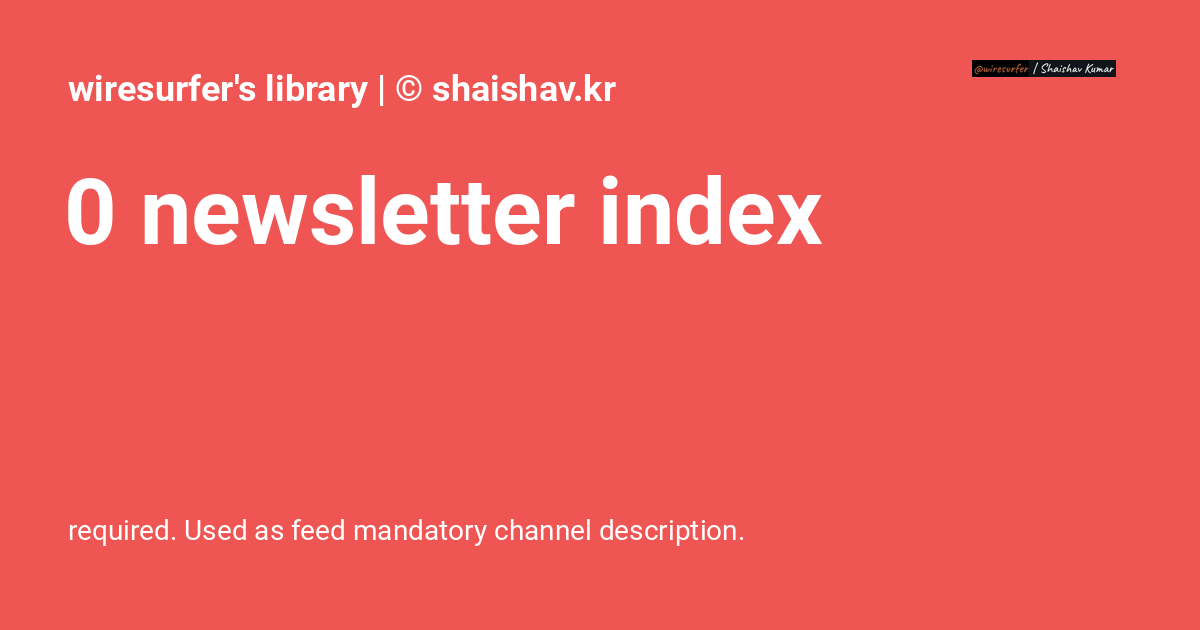 wiresurfer's library | © shaishav.kr
@wiresurfer / Shaishav Kumar
0 newsletter index
required. Used as feed mandatory channel description.